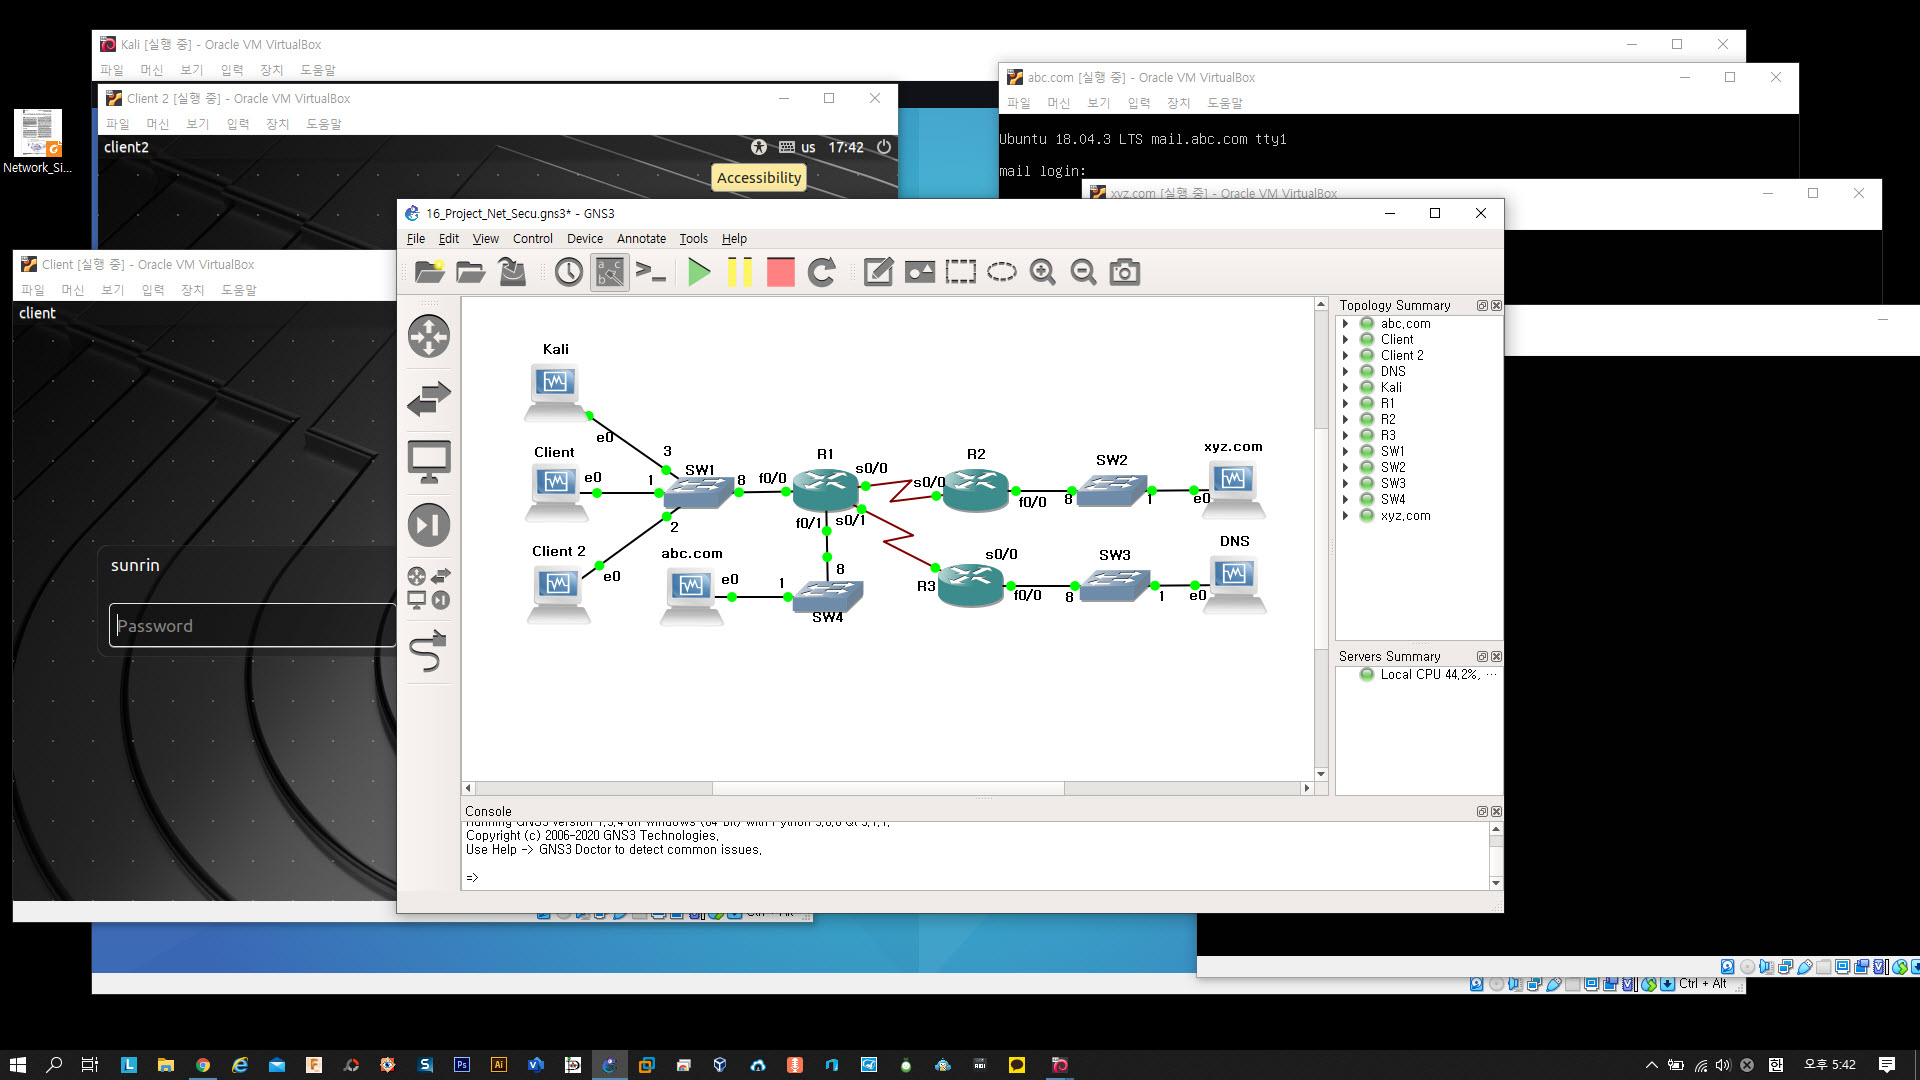 Kali [실행 중] - Oracle VM VirtualBox
파일 머신 보기 입력 장치 도움말
abc.com [실행 중] - Oracle VM VirtualBox
파일 머신 보기 입력 장치 도움말
Ubuntu 18.04.3 LTS mail.abc.com tty1
mail login:
Client 2 [실행 중] - Oracle VM VirtualBox
파일 머신 보기 입력 장치 도움말
client2
us 17:42
Accessibility
Network_Si...
xyz.com [실행 중] - Oracle VM VirtualBox
Client [실행 중] - Oracle VM VirtualBox
파일 머신 보기 입력 장치 도움말
client
sunrin
Password
16_Project_Net_Secu.gns3* - GNS3
File Edit View Control Device Annotate Tools Help
Kali
e0
3
Client
e0
1
SW1
8
f0/0
R1
s0/0
s0/0
R2
f0/0
8
SW2
1
e0
xyz.com
2
Client 2
e0
abc.com
e0
1
8
SW4
f0/1
s0/1
R3
s0/0
f0/0
8
SW3
1
e0
DNS
Topology Summary
abc.com
Client
Client 2
DNS
Kali
R1
R2
R3
SW1
SW2
SW3
SW4
xyz.com
Servers Summary
Local CPU 44.2%, ...
Console
Copyright (c) 2006-2020 GNS3 Technologies.
Use Help -> GNS3 Doctor to detect common issues.
=>
Ctrl + Alt
오후 5:42